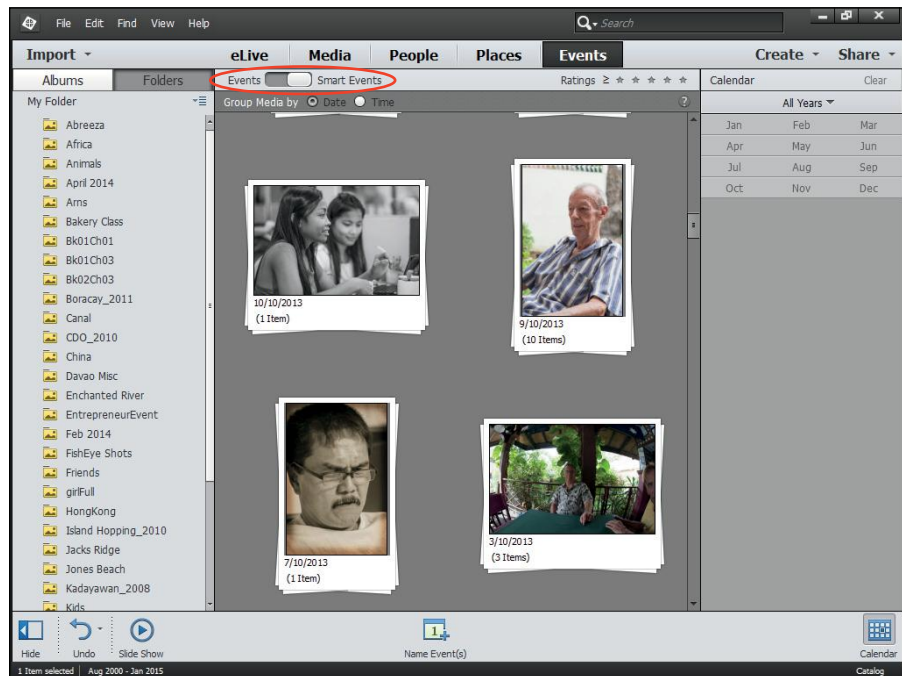 File Edit Find View Help Search
Import eLive Media People Places Events Create Share
Albums Folders Events Smart Events Ratings ≥ Calendar Clear
My Folder Group Media by Date Time ? All Years
Jan Feb Mar
Apr May Jun
Jul Aug Sep
Oct Nov Dec
Abreeza
Africa
Animals
April 2014
Arns
Bakery Class
Bk01Ch01
Bk01Ch03
Bk02Ch03
Boracay_2011
Canal
CDO_2010
China
Davao Misc
Enchanted River
EntrepreneurEvent
Feb 2014
FishEye Shots
Friends
girlFull
HongKong
Island Hopping_2010
Jacks Ridge
Jones Beach
Kadayawan_2008
Kids
10/10/2013
(1 Item)
9/10/2013
(10 Items)
7/10/2013
(1 Item)
3/10/2013
(3 Items)
1
Hide Undo Slide Show Name Event(s) Calendar
1 Item selected Aug 2000 - Jan 2015 Catalog